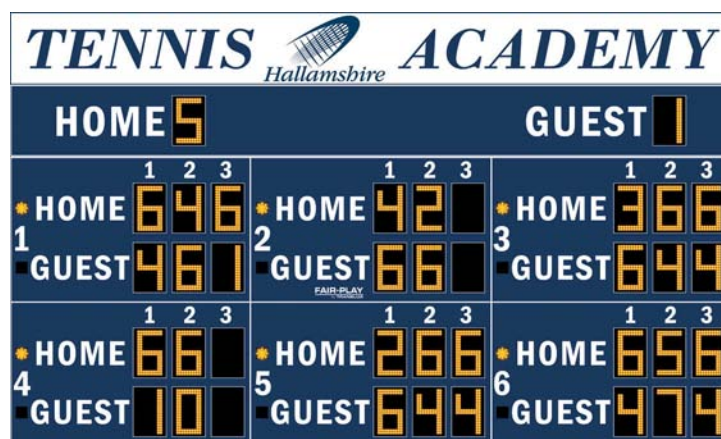 TENNIS Hallamshire ACADEMY
HOME 5 GUEST 1
1 2 3 1 2 3 1 2 3
HOME 6 4 6 HOME 4 2 HOME 3 6 6
1 2 3
GUEST 4 6 1 GUEST 6 6 GUEST 6 4 4
FAIR-PLAY
1 2 3 1 2 3 1 2 3
HOME 6 6 HOME 2 6 6 HOME 6 5 6
4 5 6
GUEST 1 0 GUEST 6 4 4 GUEST 4 7 4